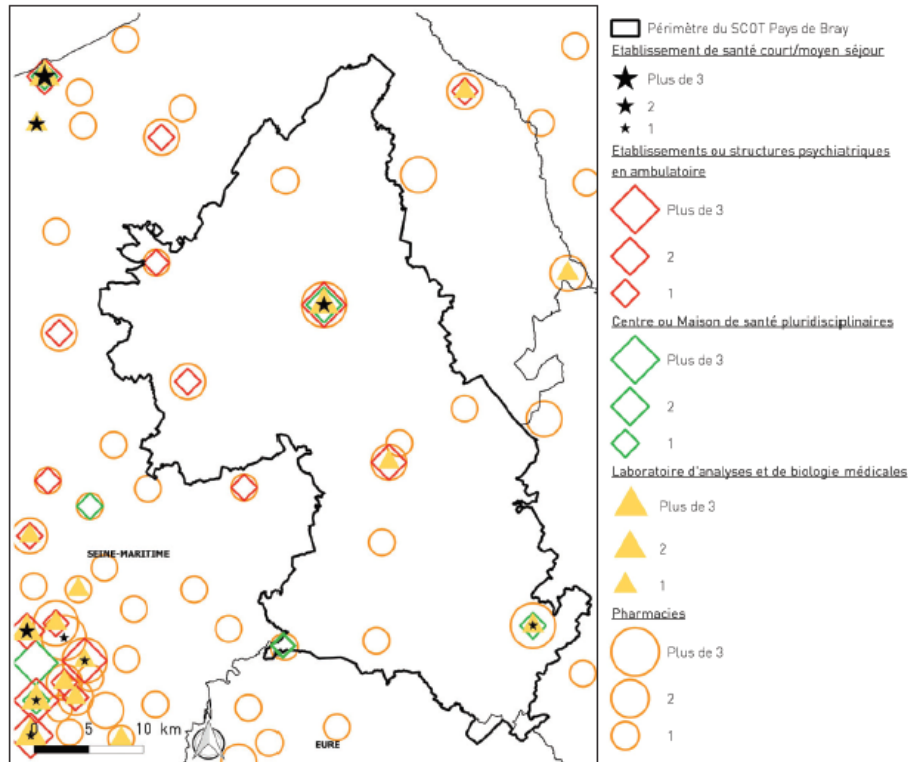 Périmètre du SCOT Pays de Bray
Etablissement de santé court/moyen séjour
Plus de 3
2
1
Etablissements ou structures psychiatriques
en ambulatoire
Plus de 3
2
1
Centre ou Maison de santé pluridisciplinaires
Plus de 3
2
1
Laboratoire d'analyses et de biologie médicales
Plus de 3
2
1
Pharmacies
Plus de 3
2
1
SEINE-MARITIME
0 5 10 km
EURE